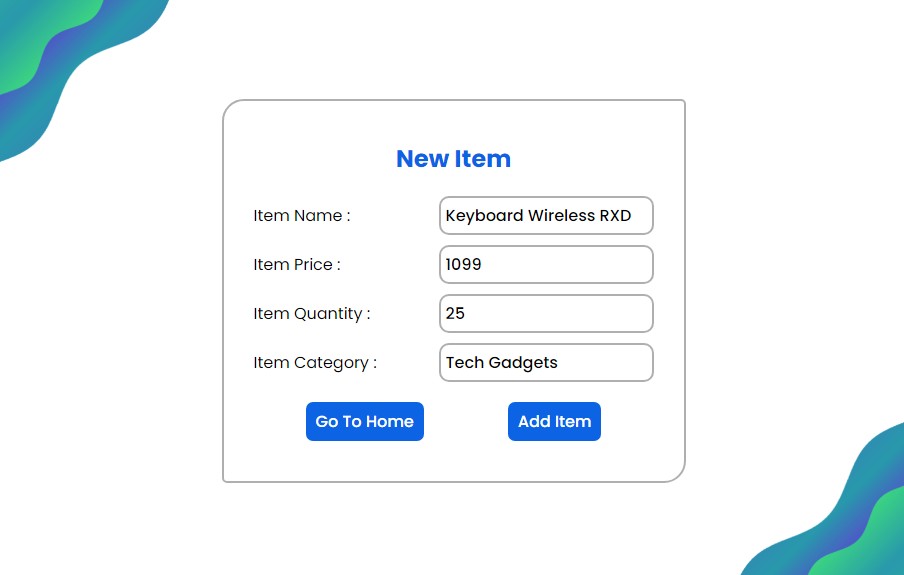 New Item
Item Name : Keyboard Wireless RXD
Item Price : 1099
Item Quantity : 25
Item Category : Tech Gadgets
Go To Home Add Item